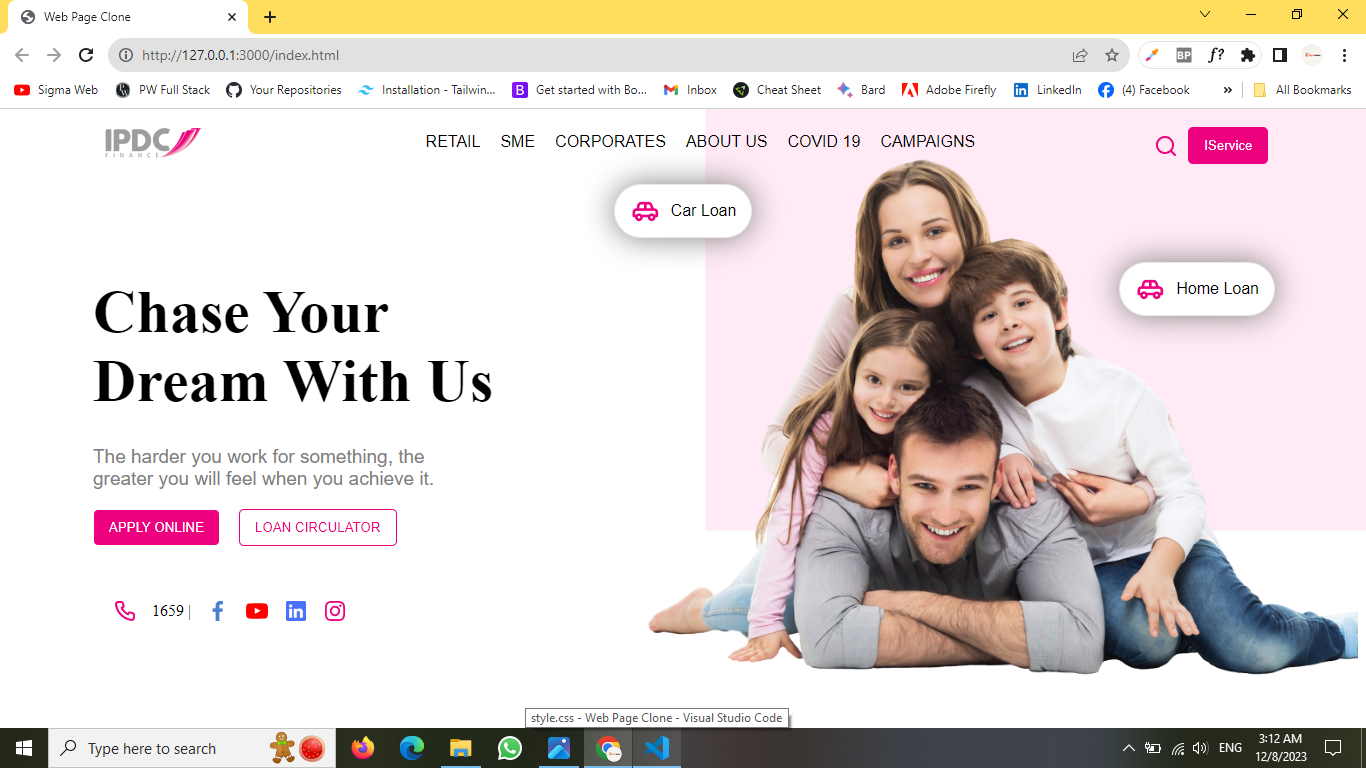 Web Page Clone
http://127.0.0.1:3000/index.html
BP
f?
Sigma Web
PW Full Stack
Your Repositories
Installation - Tailwin...
Get started with Bo...
Inbox
Cheat Sheet
Bard
Adobe Firefly
LinkedIn
(4) Facebook
»
All Bookmarks
IPDC
FINANCE
RETAIL SME CORPORATES ABOUT US COVID 19 CAMPAIGNS
IService
Car Loan
Home Loan
Chase Your
Dream With Us
The harder you work for something, the
greater you will feel when you achieve it.
APPLY ONLINE
LOAN CIRCULATOR
1659 |
style.css - Web Page Clone - Visual Studio Code
Type here to search
ENG
3:12 AM
12/8/2023